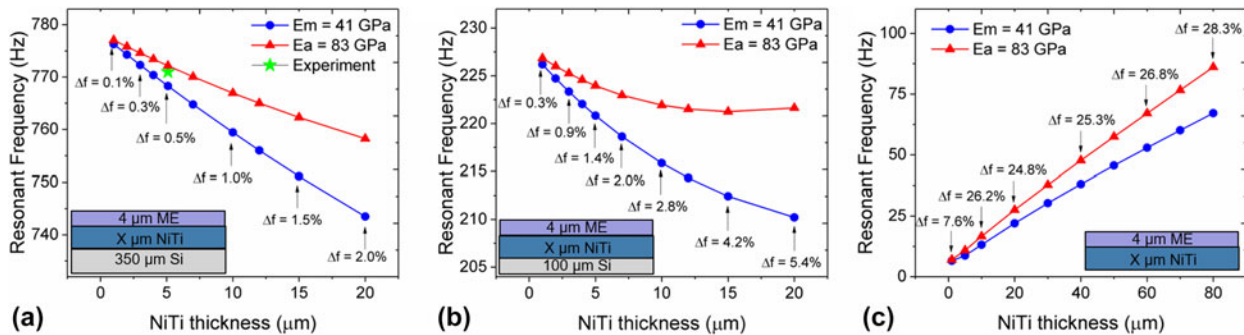 Resonant Frequency (Hz)
780
770
760
750
740
Em = 41 GPa
Ea = 83 GPa
Experiment
Δf = 0.1%
Δf = 0.3%
Δf = 0.5%
Δf = 1.0%
Δf = 1.5%
Δf = 2.0%
4 μm ME
X μm NiTi
350 μm Si
0 5 10 15 20
(a)
NiTi thickness (μm)
Resonant Frequency (Hz)
230
225
220
215
210
205
Em = 41 GPa
Ea = 83 GPa
Δf = 0.3%
Δf = 0.9%
Δf = 1.4%
Δf = 2.0%
Δf = 2.8%
Δf = 4.2%
Δf = 5.4%
4 μm ME
X μm NiTi
100 μm Si
0 5 10 15 20
(b)
NiTi thickness (μm)
Resonant Frequency (Hz)
100
75
50
25
0
Em = 41 GPa
Ea = 83 GPa
Δf = 28.3%
Δf = 26.8%
Δf = 25.3%
Δf = 24.8%
Δf = 26.2%
Δf = 7.6%
4 μm ME
X μm NiTi
0 20 40 60 80
(c)
NiTi thickness (μm)